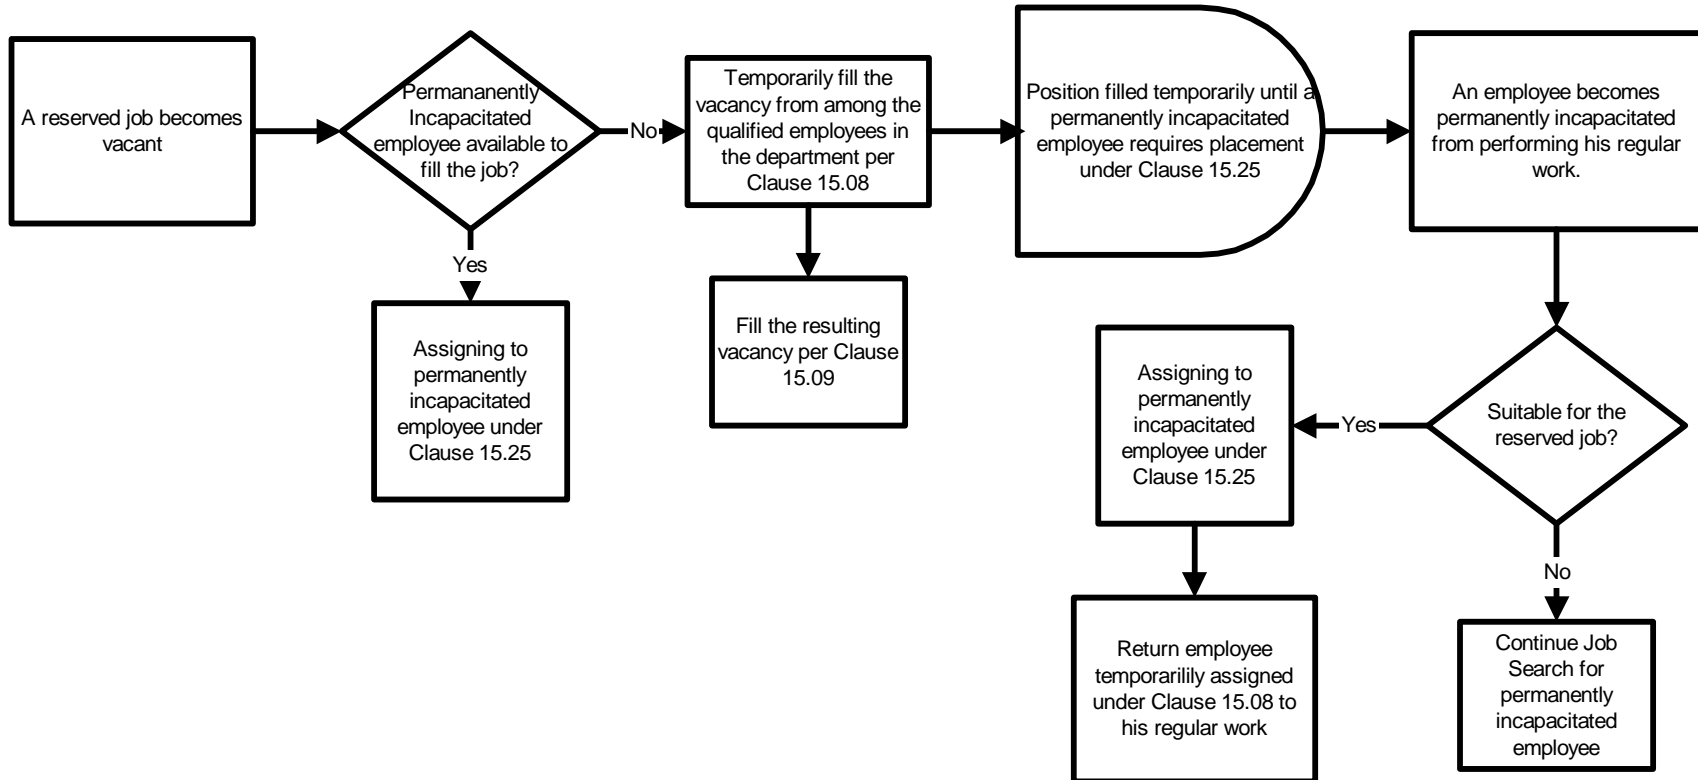 A reserved job becomes
vacant
Permananently
Incapacitated
employee available to
fill the job?
No
Yes
Assigning to
permanently
incapacitated
employee under
Clause 15.25
Temporarily fill the
vacancy from among the
qualified employees in
the department per
Clause 15.08
Fill the resulting
vacancy per Clause
15.09
Position filled temporarily until a
permanently incapacitated
employee requires placement
under Clause 15.25
An employee becomes
permanently incapacitated
from performing his regular
work.
Suitable for the
reserved job?
Yes
Assigning to
permanently
incapacitated
employee under
Clause 15.25
Return employee
temporarilily assigned
under Clause 15.08 to
his regular work
No
Continue Job
Search for
permanently
incapacitated
employee